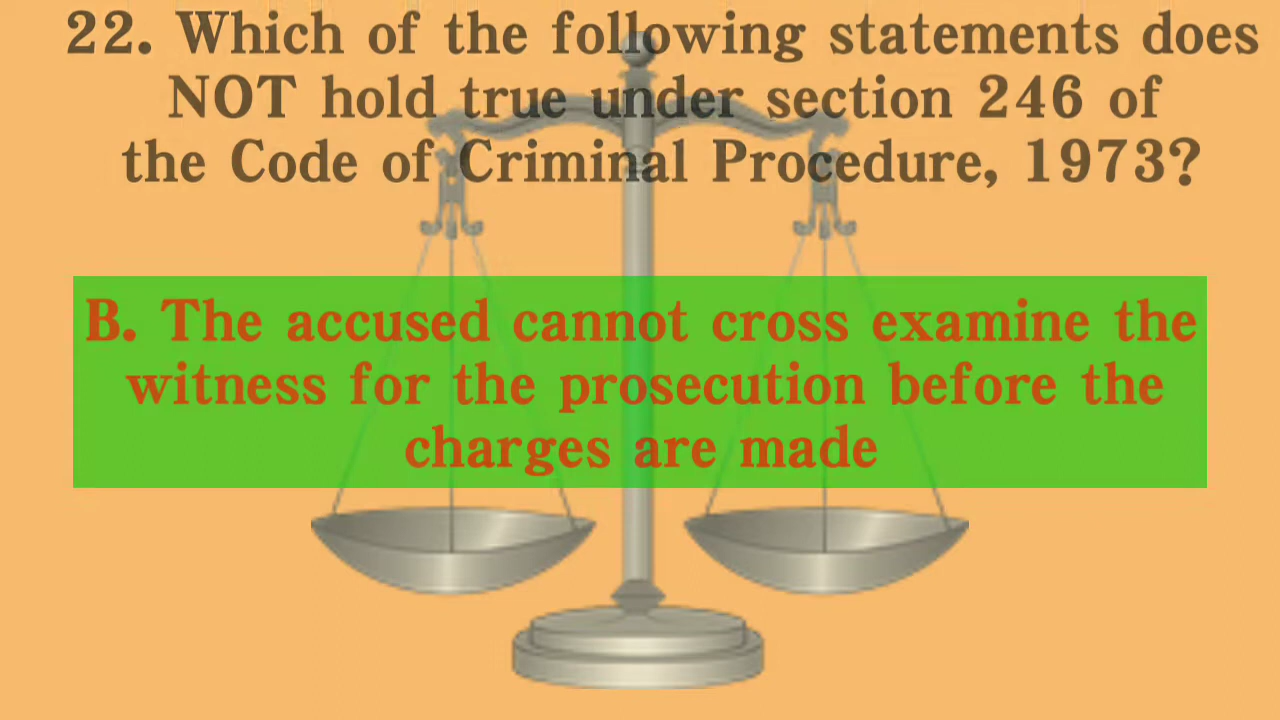 22. Which of the following statements does
NOT hold true under section 246 of
the Code of Criminal Procedure, 1973?
B. The accused cannot cross examine the
witness for the prosecution before the
charges are made